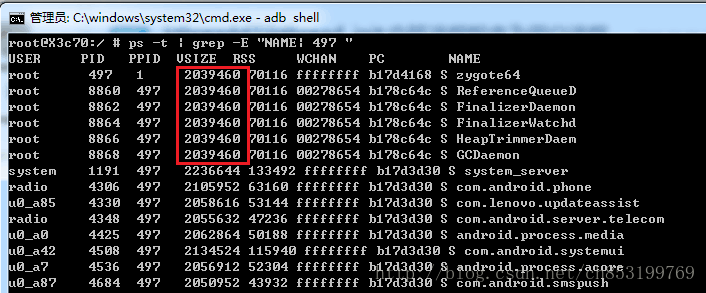 管理员: C:\windows\system32\cmd.exe - adb  shell
root@X3c70:/ # ps -t | grep -E "NAME| 497 "
USER     PID   PPID  VSIZE  RSS     WCHAN    PC        NAME
root      497   1     2039460 70116 ffffffff b17d4168 S zygote64
root      8860  497   2039460 70116 00278654 b178c64c S ReferenceQueueD
root      8862  497   2039460 70116 00278654 b178c64c S FinalizerDaemon
root      8864  497   2039460 70116 00278654 b178c64c S FinalizerWatchd
root      8866  497   2039460 70116 00278654 b178c64c S HeapTrimmerDaem
root      8868  497   2039460 70116 00278654 b178c64c S GCDaemon
system    1191  497   2236644 133492 ffffffff b17d3d30 S system_server
radio     4306  497   2105952 63160 ffffffff b17d3d30 S com.android.phone
u0_a85    4330  497   2058616 53144 ffffffff b17d3d30 S com.lenovo.updateassist
radio     4348  497   2055632 47236 ffffffff b17d3d30 S com.android.server.telecom
u0_a0     4425  497   2062864 50188 ffffffff b17d3d30 S android.process.media
u0_a42    4508  497   2134524 115940 ffffffff b17d3d30 S com.android.systemui
u0_a7     4536  497   2056912 52304 ffffffff b17d3d30 S android.process.acore
u0_a87    4684  497   2050952 43932 ffffffff b17d3d30 S com.android.smspush
http://blog.csdn.net/ch853199769